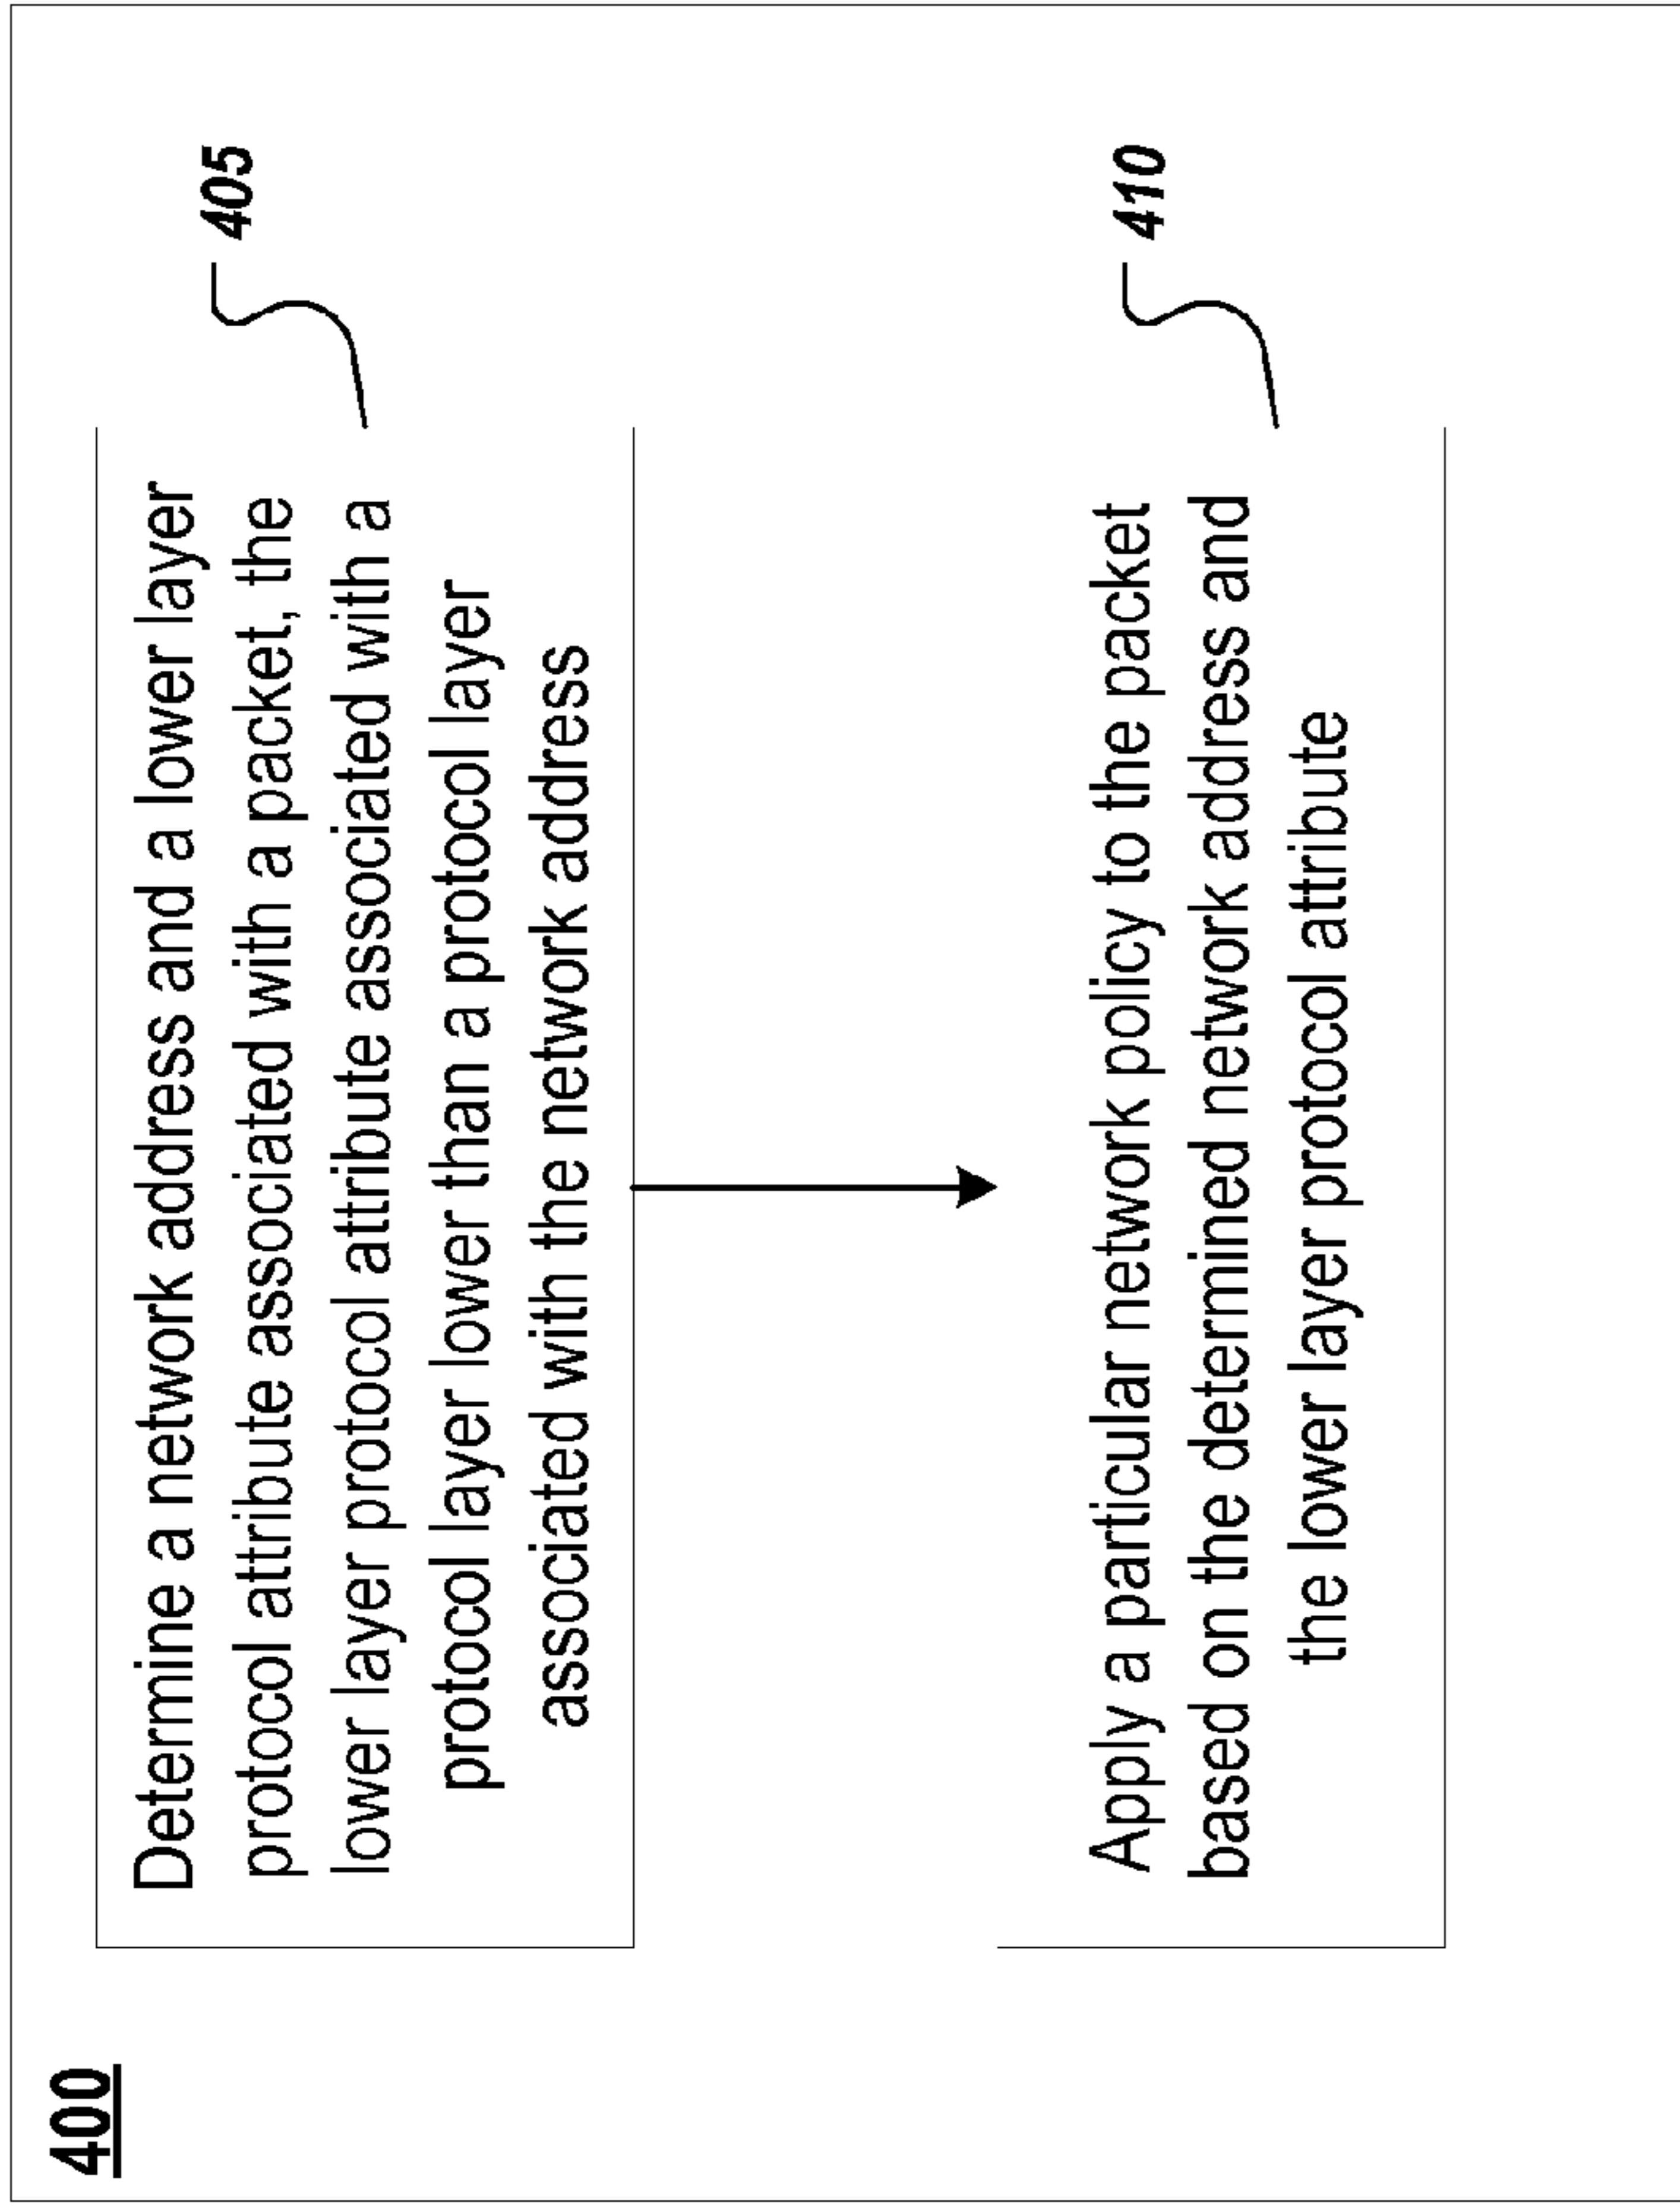 400
Determine a network address and a lower layer
protocol attribute associated with a packet, the
lower layer protocol attribute associated with a
protocol layer lower than a protocol layer
associated with the network address
405
Apply a particular network policy to the packet
based on the determined network address and
the lower layer protocol attribute
410